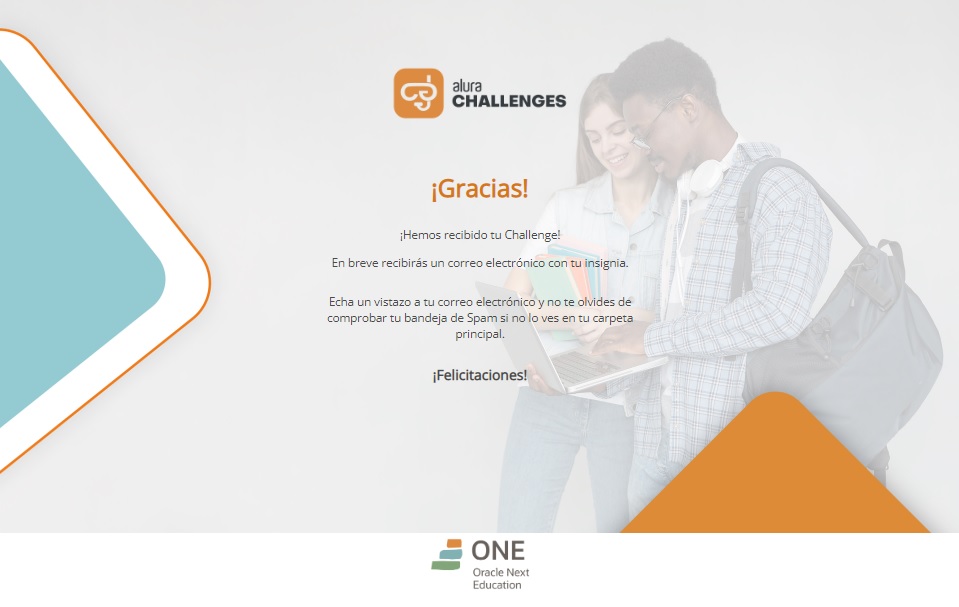 alura
CHALLENGES
¡Gracias!
¡Hemos recibido tu Challenge!
En breve recibirás un correo electrónico con tu insignia.
Echa un vistazo a tu correo electrónico y no te olvides de
comprobar tu bandeja de Spam si no lo ves en tu carpeta
principal.
¡Felicitaciones!
ONE
Oracle Next
Education